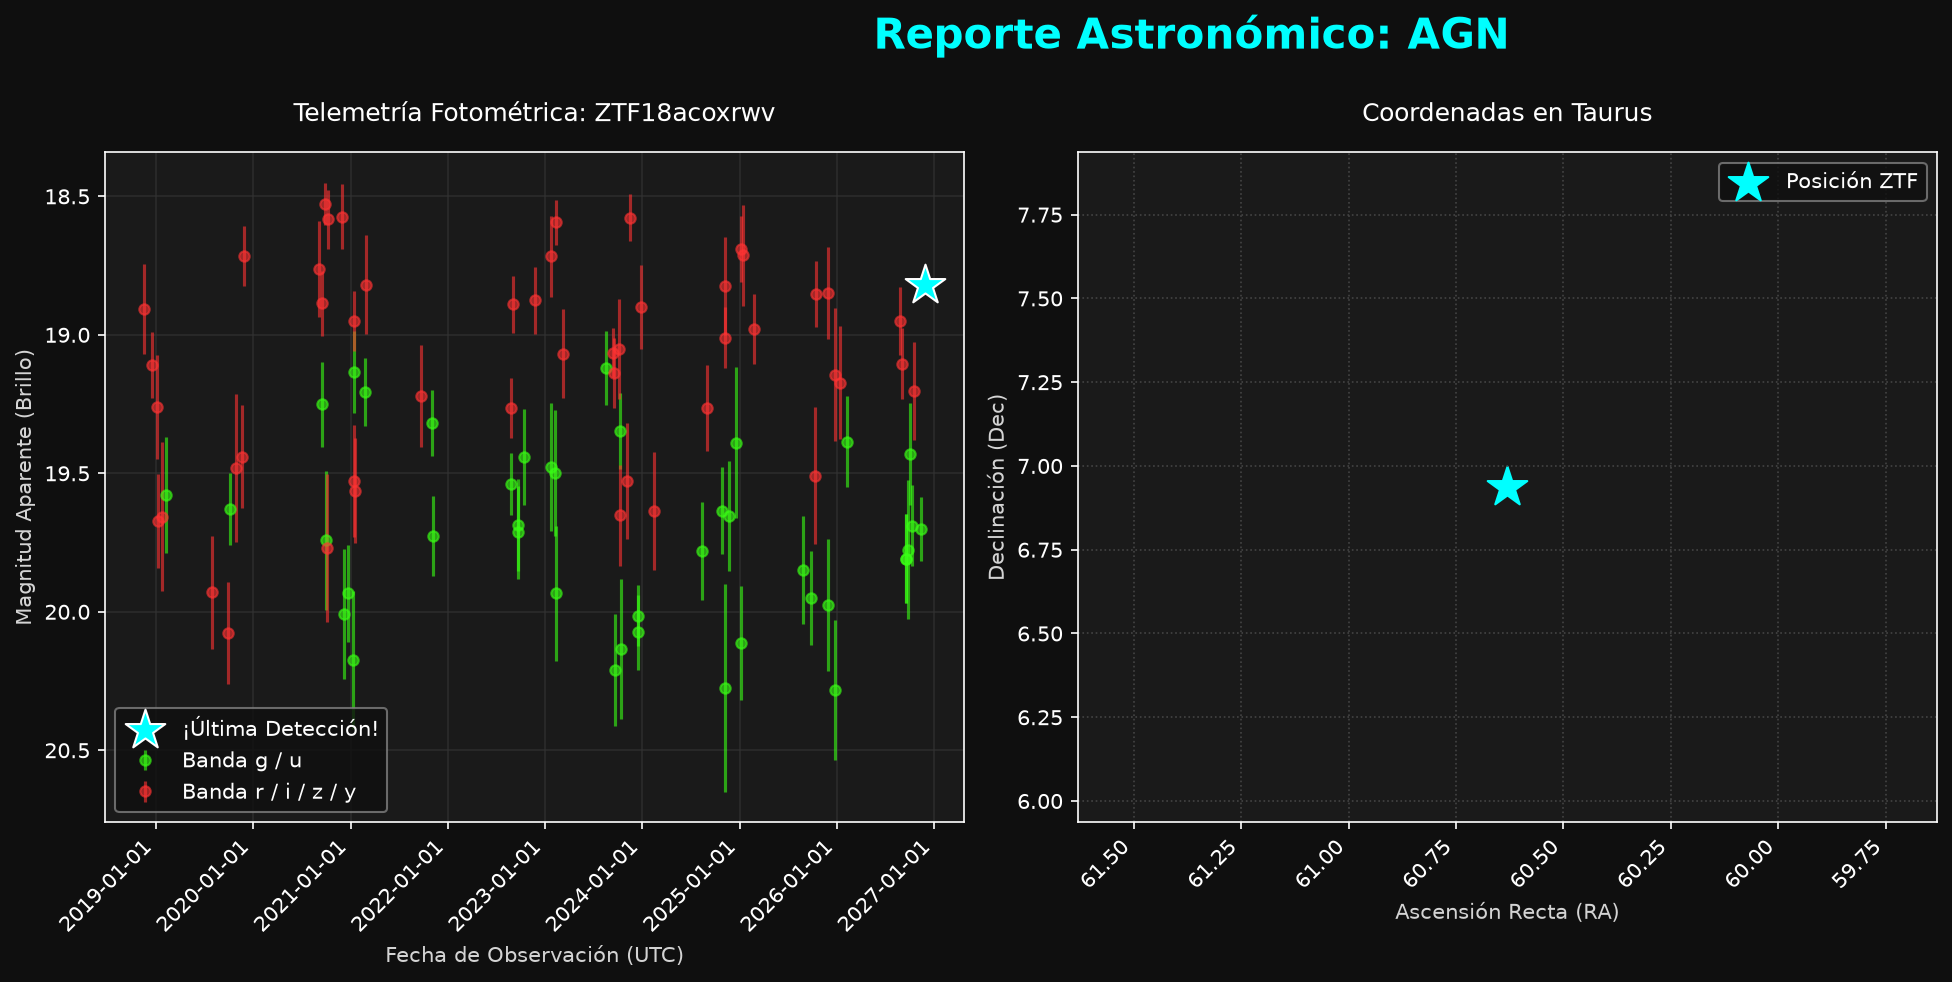 Reporte Astronómico: AGN
Telemetría Fotométrica: ZTF18acoxrwv
Magnitud Aparente (Brillo)
18.5
19.0
19.5
20.0
20.5
¡Última Detección!
Banda g / u
Banda r / i / z / y
2019-01-01
2020-01-01
2021-01-01
2022-01-01
2023-01-01
2024-01-01
2025-01-01
2026-01-01
2027-01-01
Fecha de Observación (UTC)
Coordenadas en Taurus
Posición ZTF
Declinación (Dec)
7.75
7.50
7.25
7.00
6.75
6.50
6.25
6.00
61.50
61.25
61.00
60.75
60.50
60.25
60.00
59.75
Ascensión Recta (RA)